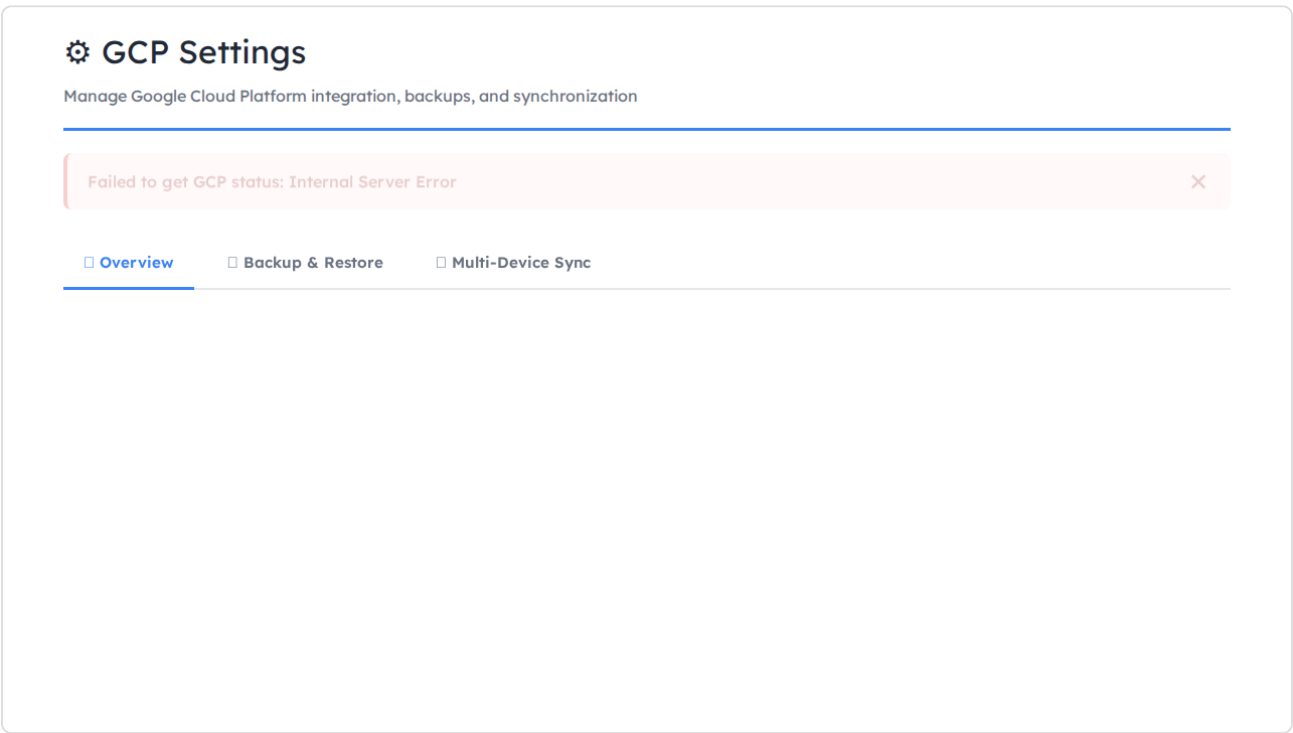 ⚙ GCP Settings
Manage Google Cloud Platform integration, backups, and synchronization
Failed to get GCP status: Internal Server Error ×
Overview
Backup & Restore
Multi-Device Sync